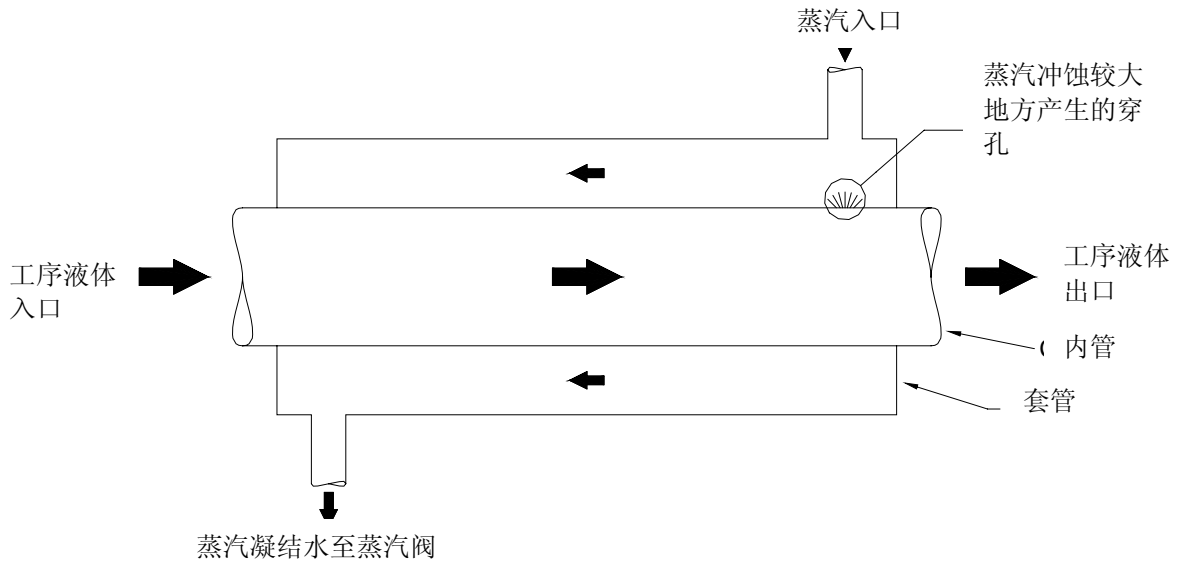 蒸汽入口
蒸汽冲蚀较大
地方产生的穿
孔
工序液体
入口
工序液体
出口
内管
套管
蒸汽凝结水至蒸汽阀